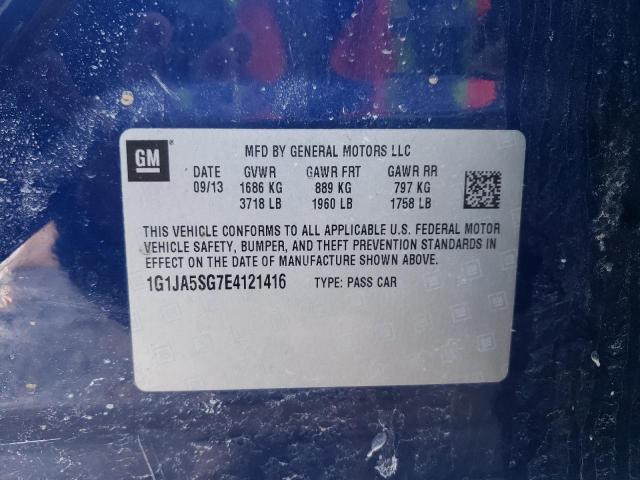 GM
MFD BY GENERAL MOTORS LLC
DATE GVWR GAWR FRT GAWR RR
09/13 1686 KG 889 KG 797 KG
3718 LB 1960 LB 1758 LB
THIS VEHICLE CONFORMS TO ALL APPLICABLE U.S. FEDERAL MOTOR
VEHICLE SAFETY, BUMPER, AND THEFT PREVENTION STANDARDS IN
EFFECT ON THE DATE OF MANUFACTURE SHOWN ABOVE.
1G1JA5SG7E4121416 TYPE: PASS CAR